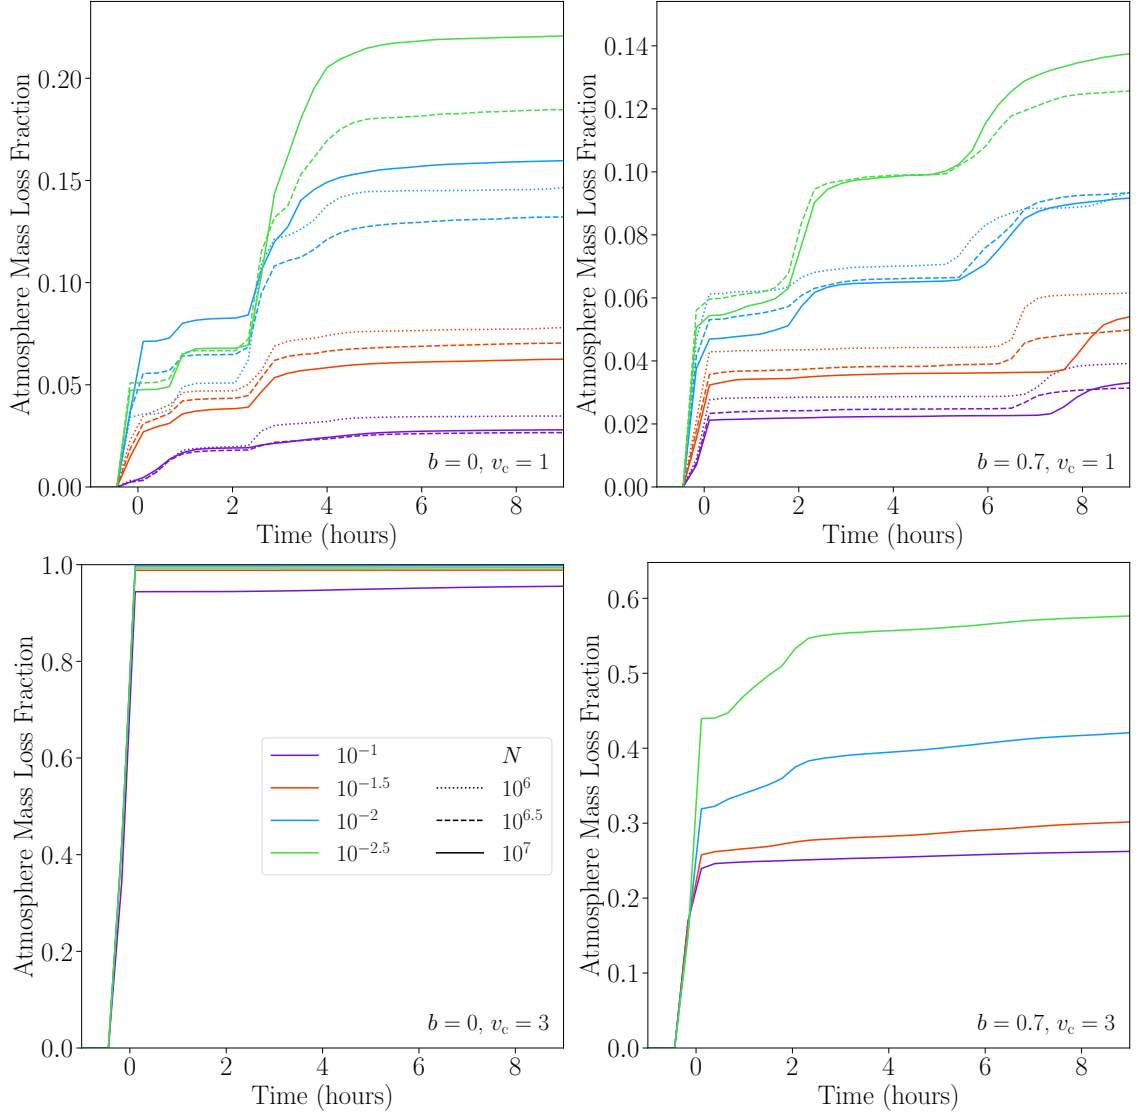 Atmosphere Mass Loss Fraction
0.20
0.15
0.10
0.05
0.00
0 2 4 6 8
Time (hours)
b = 0, v_c = 1
Atmosphere Mass Loss Fraction
0.14
0.12
0.10
0.08
0.06
0.04
0.02
0.00
0 2 4 6 8
Time (hours)
b = 0.7, v_c = 1
Atmosphere Mass Loss Fraction
1.0
0.8
0.6
0.4
0.2
0.0
0 2 4 6 8
Time (hours)
N
10^{-1}
10^{-1.5}
10^{-2}
10^{-2.5}
10^6
10^{6.5}
10^7
b = 0, v_c = 3
Atmosphere Mass Loss Fraction
0.6
0.5
0.4
0.3
0.2
0.1
0.0
0 2 4 6 8
Time (hours)
b = 0.7, v_c = 3